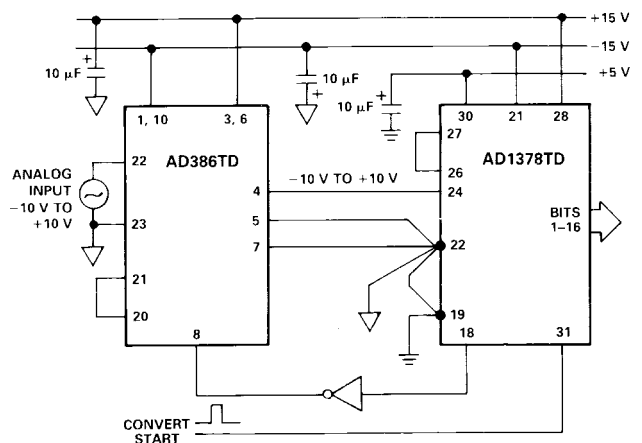 +15 V
-15 V
+5 V
10 µF
+
10 µF
+
10 µF
+
1, 10
3, 6
30
21
28
AD386TD
AD1378TD
27
26
ANALOG
INPUT
-10 V TO
+10 V
22
23
21
20
4
5
7
8
-10 V TO +10 V
24
22
19
18
31
BITS
1-16
CONVERT
START